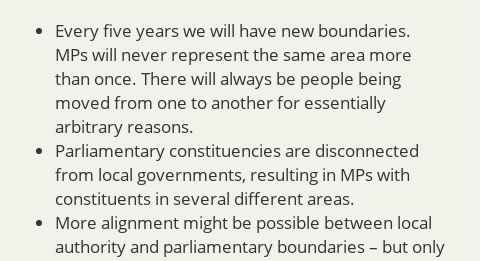 • Every five years we will have new boundaries.
MPs will never represent the same area more
than once. There will always be people being
moved from one to another for essentially
arbitrary reasons.
• Parliamentary constituencies are disconnected
from local governments, resulting in MPs with
constituents in several different areas.
• More alignment might be possible between local
authority and parliamentary boundaries – but only